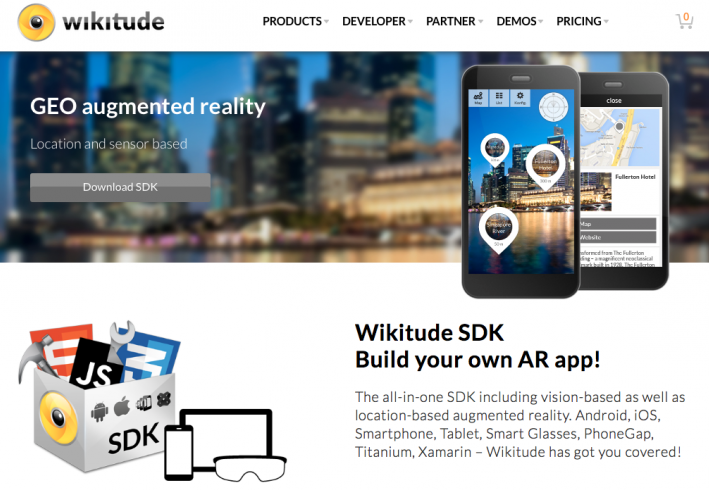 wikitude
PRODUCTS DEVELOPER PARTNER DEMOS PRICING
0
GEO augmented reality
Location and sensor based
Download SDK
Map List Config
Fullerton
Hotel
Singapore
River
close
Fullerton Hotel
Map
Website
JS
SDK
Wikitude SDK
Build your own AR app!
The all-in-one SDK including vision-based as well as
location-based augmented reality. Android, iOS,
Smartphone, Tablet, Smart Glasses, PhoneGap,
Titanium, Xamarin – Wikitude has got you covered!